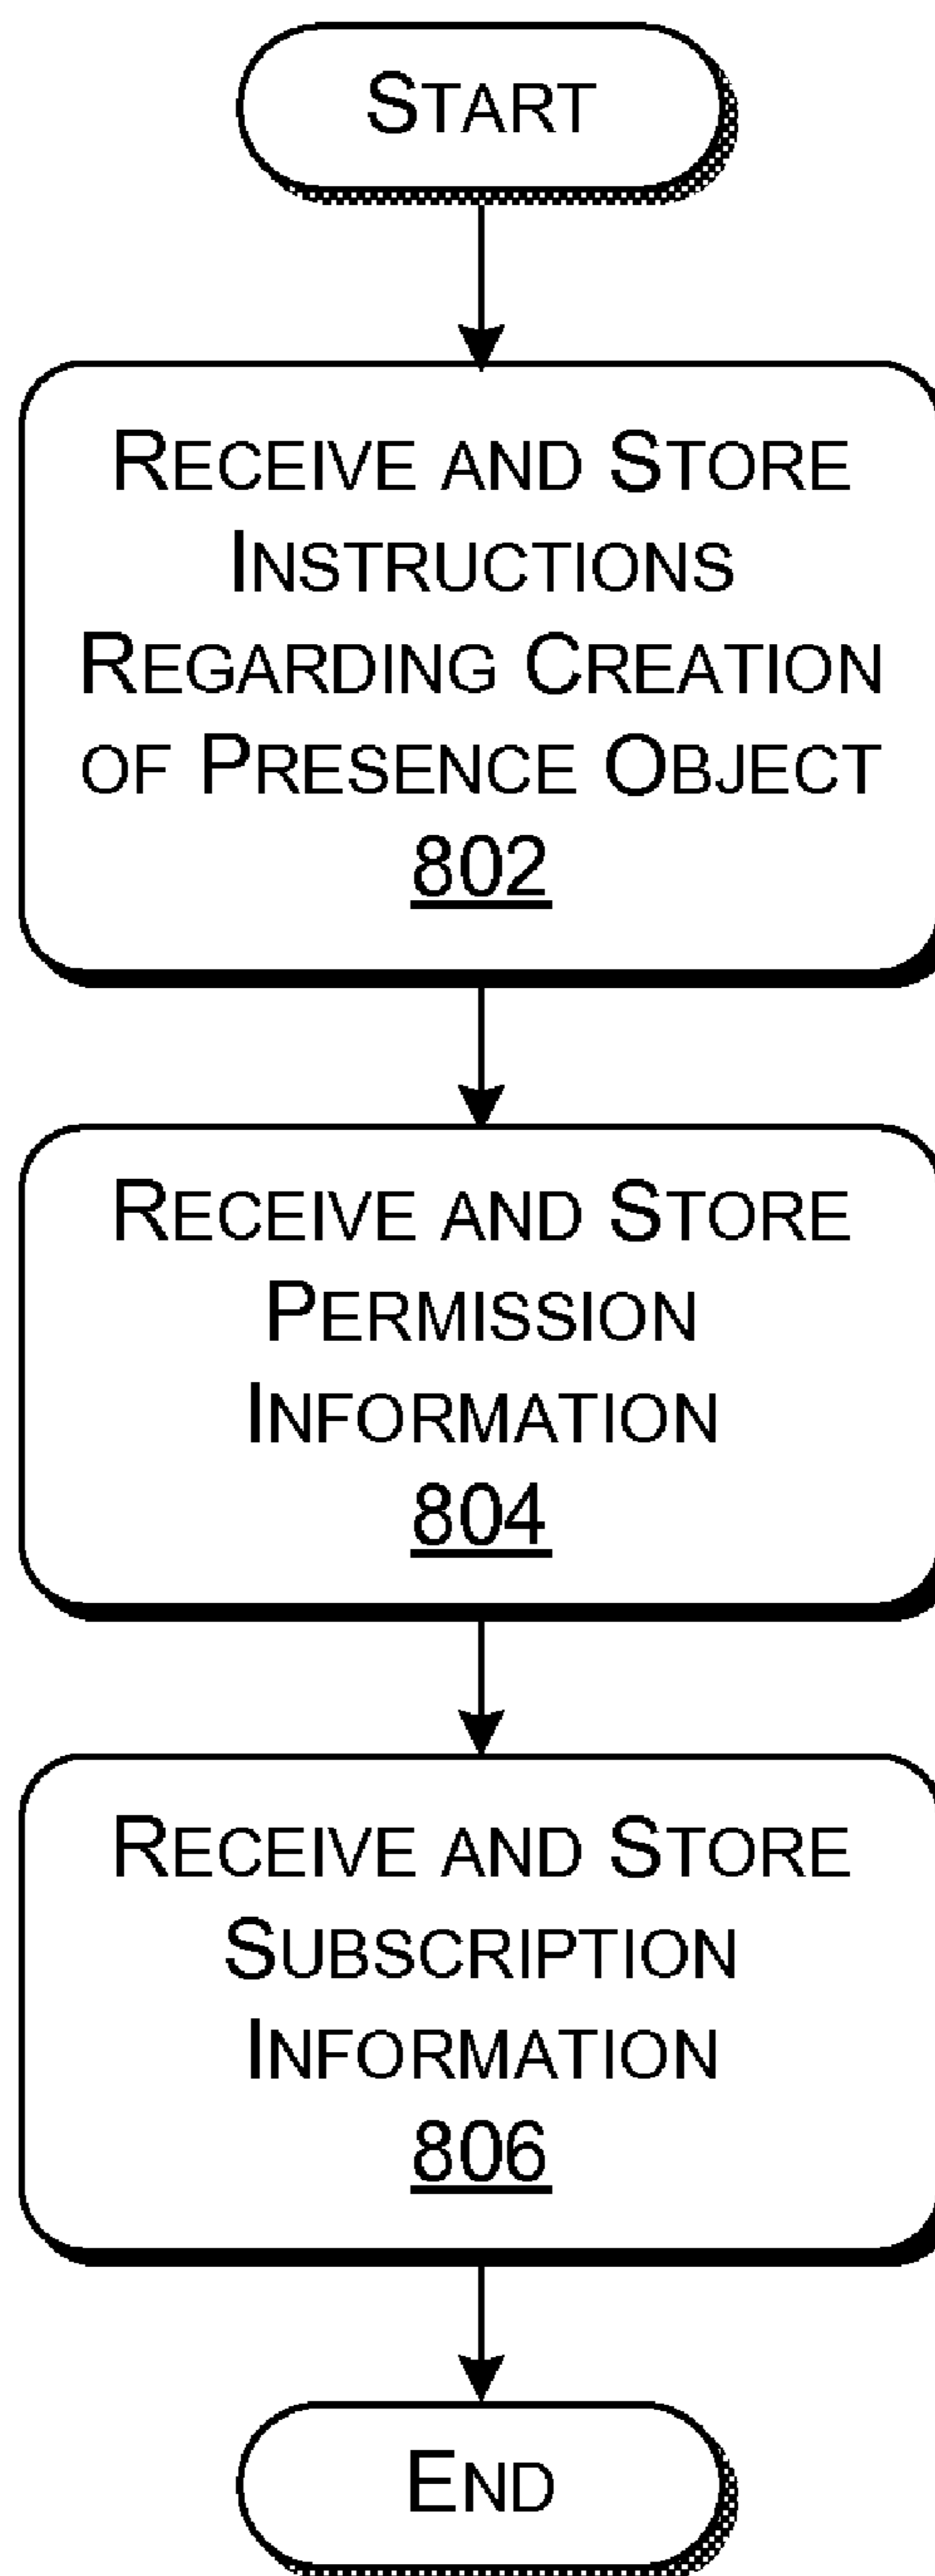 START
RECEIVE AND STORE
INSTRUCTIONS
REGARDING CREATION
OF PRESENCE OBJECT
802
RECEIVE AND STORE
PERMISSION
INFORMATION
804
RECEIVE AND STORE
SUBSCRIPTION
INFORMATION
806
END